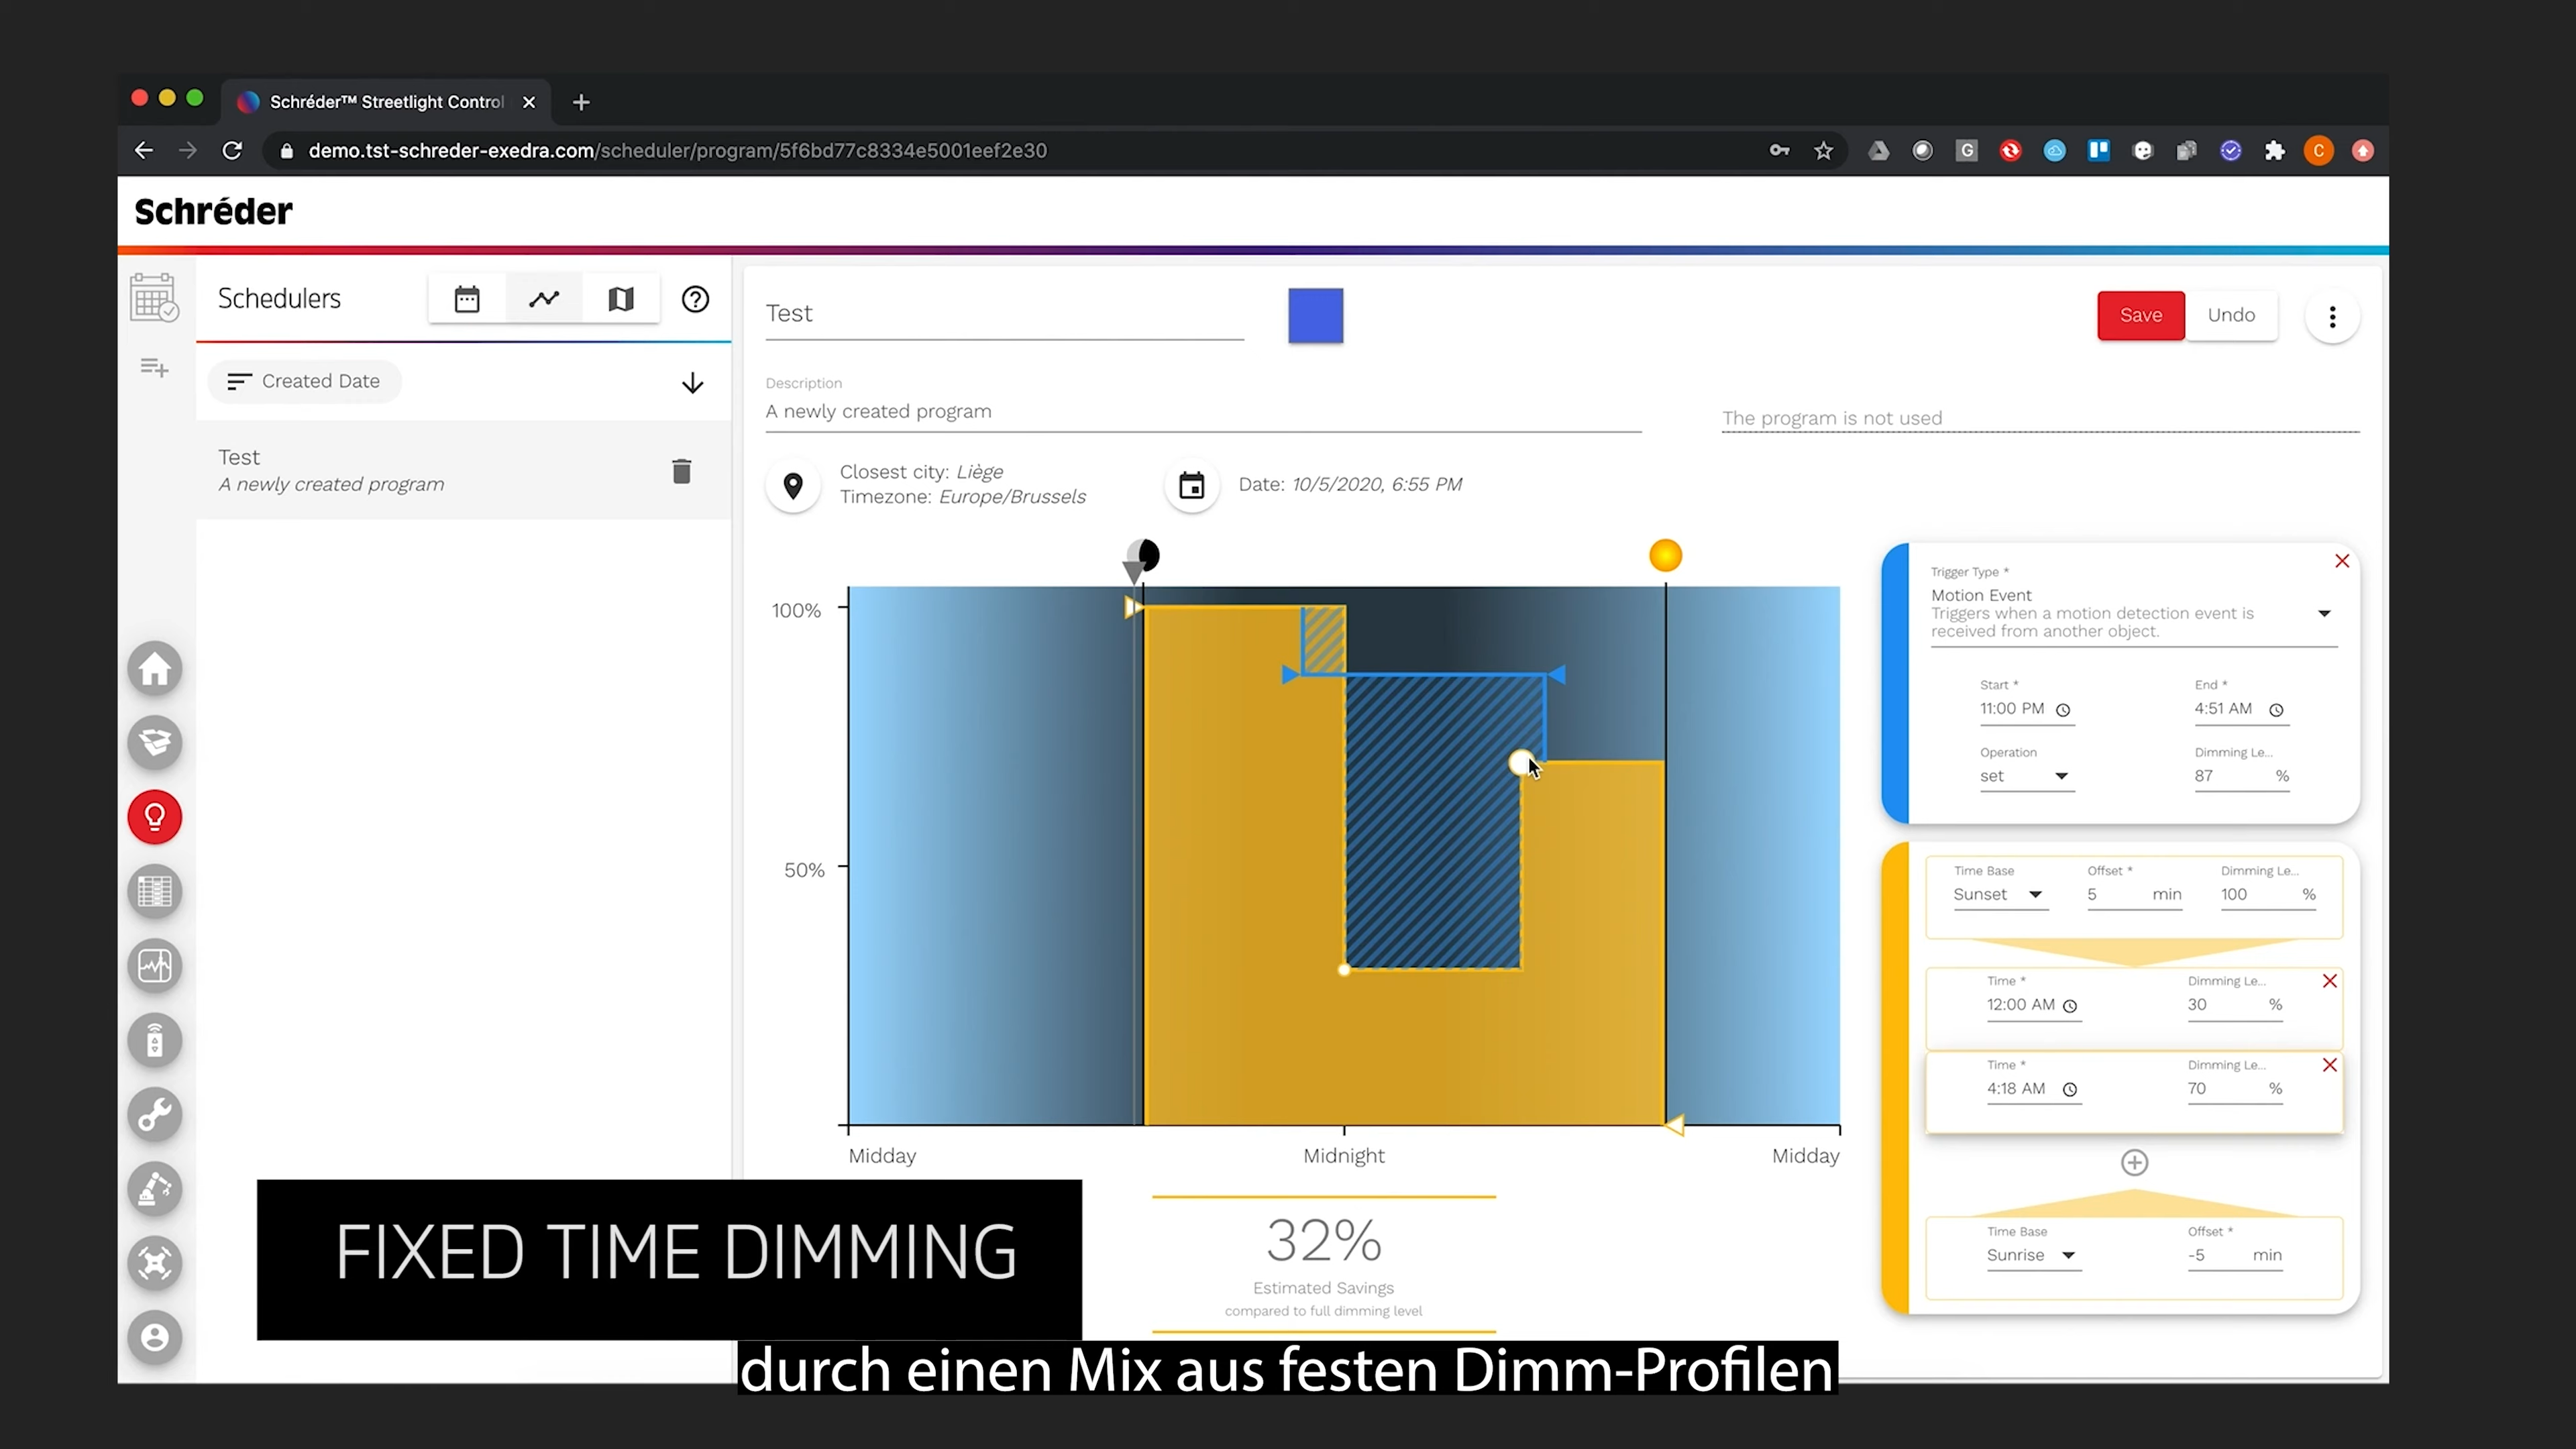 Schréder™ Streetlight Control
demo.tst-schreder-exedra.com/scheduler/program/5f6bd77c8334e5001eef2e30
G
C
Schréder
Schedulers
Created Date
Test
A newly created program
Test
Save
Undo
Description
A newly created program
The program is not used
Closest city: Liège
Timezone: Europe/Brussels
Date: 10/5/2020, 6:55 PM
100%
50%
Midday
Midnight
Midday
32%
Estimated Savings
compared to full dimming level
Trigger Type *
Motion Event
Triggers when a motion detection event is
received from another object.
Start *
End *
11:00 PM
4:51 AM
Operation
Dimming Le...
set
87 %
Time Base
Offset *
Dimming Le...
Sunset
5 min
100 %
Time *
Dimming Le...
12:00 AM
30 %
Time *
Dimming Le...
4:18 AM
70 %
Time Base
Offset *
Sunrise
-5 min
FIXED TIME DIMMING
durch einen Mix aus festen Dimm-Profilen